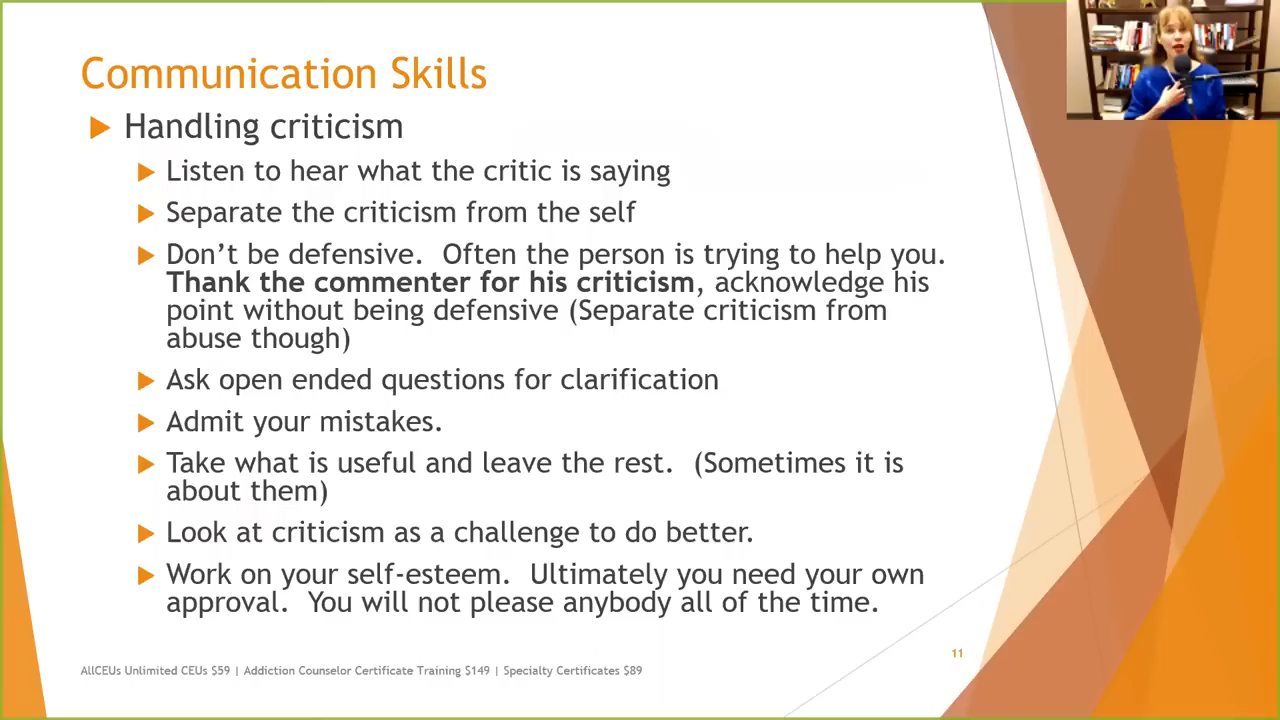 Communication Skills
Handling criticism
Listen to hear what the critic is saying
Separate the criticism from the self
Don’t be defensive.  Often the person is trying to help you.
Thank the commenter for his criticism, acknowledge his
point without being defensive (Separate criticism from
abuse though)
Ask open ended questions for clarification
Admit your mistakes.
Take what is useful and leave the rest.  (Sometimes it is
about them)
Look at criticism as a challenge to do better.
Work on your self-esteem.  Ultimately you need your own
approval.  You will not please anybody all of the time.
AllCEUs Unlimited CEUs $59 | Addiction Counselor Certificate Training $149 | Specialty Certificates $89
11